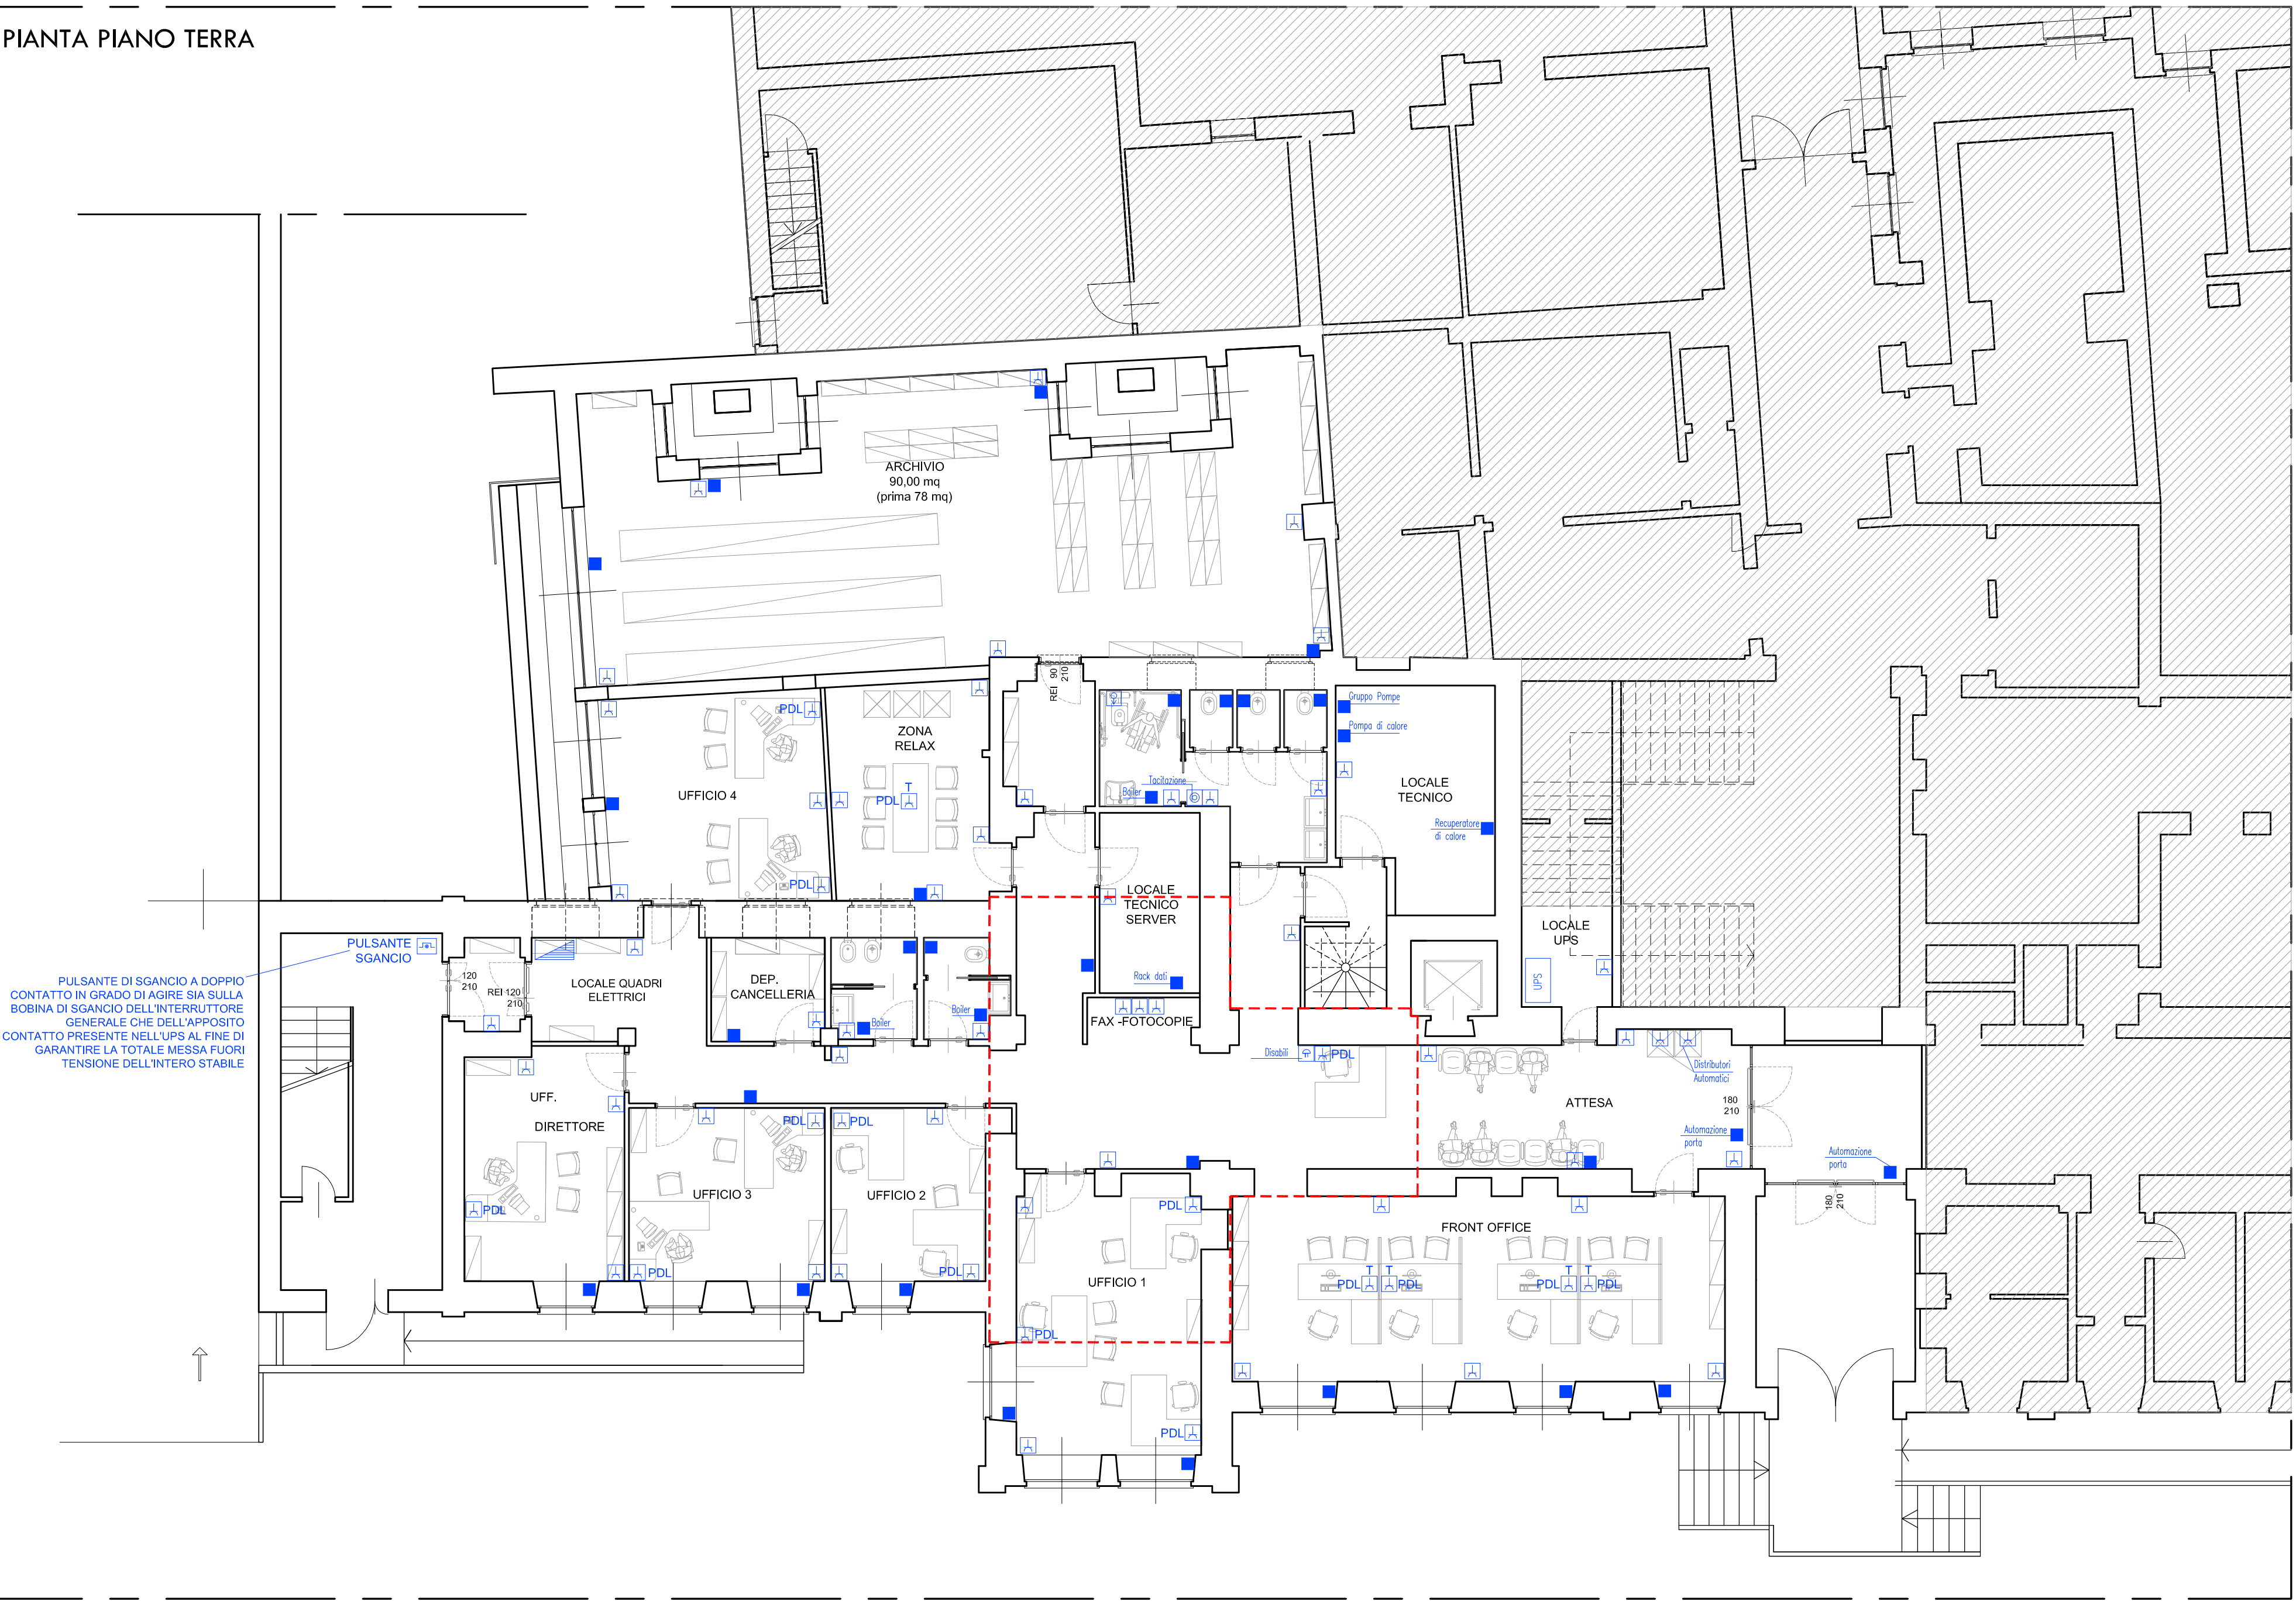 PIANTA PIANO TERRA
ARCHIVIO
90,00 mq
(prima 78 mq)
REI 90
210
ZONA
RELAX
PDL
T
PDL
UFFICIO 4
PDL
Gruppo Pompe
Pompa di calore
LOCALE
TECNICO
Recuperatore
di calore
Tacitazione
Boiler
LOCALE
TECNICO
SERVER
Rack dati
LOCALE
UPS
UPS
PULSANTE
SGANCIO
PULSANTE DI SGANCIO A DOPPIO
CONTATTO IN GRADO DI AGIRE SIA SULLA
BOBINA DI SGANCIO DELL'INTERRUTTORE
GENERALE CHE DELL'APPOSITO
CONTATTO PRESENTE NELL'UPS AL FINE DI
GARANTIRE LA TOTALE MESSA FUORI
TENSIONE DELL'INTERO STABILE
120
210
REI 120
210
LOCALE QUADRI
ELETTRICI
DEP.
CANCELLERIA
Boiler
Boiler
FAX -FOTOCOPIE
Disabili
PDL
Distributori
Automatici
ATTESA
180
210
Automazione
porta
Automazione
porta
180
210
UFF.
DIRETTORE
PDL
PDL
UFFICIO 3
PDL
PDL
UFFICIO 2
PDL
PDL
UFFICIO 1
PDL
PDL
FRONT OFFICE
T T
PDL PDL
T T
PDL PDL